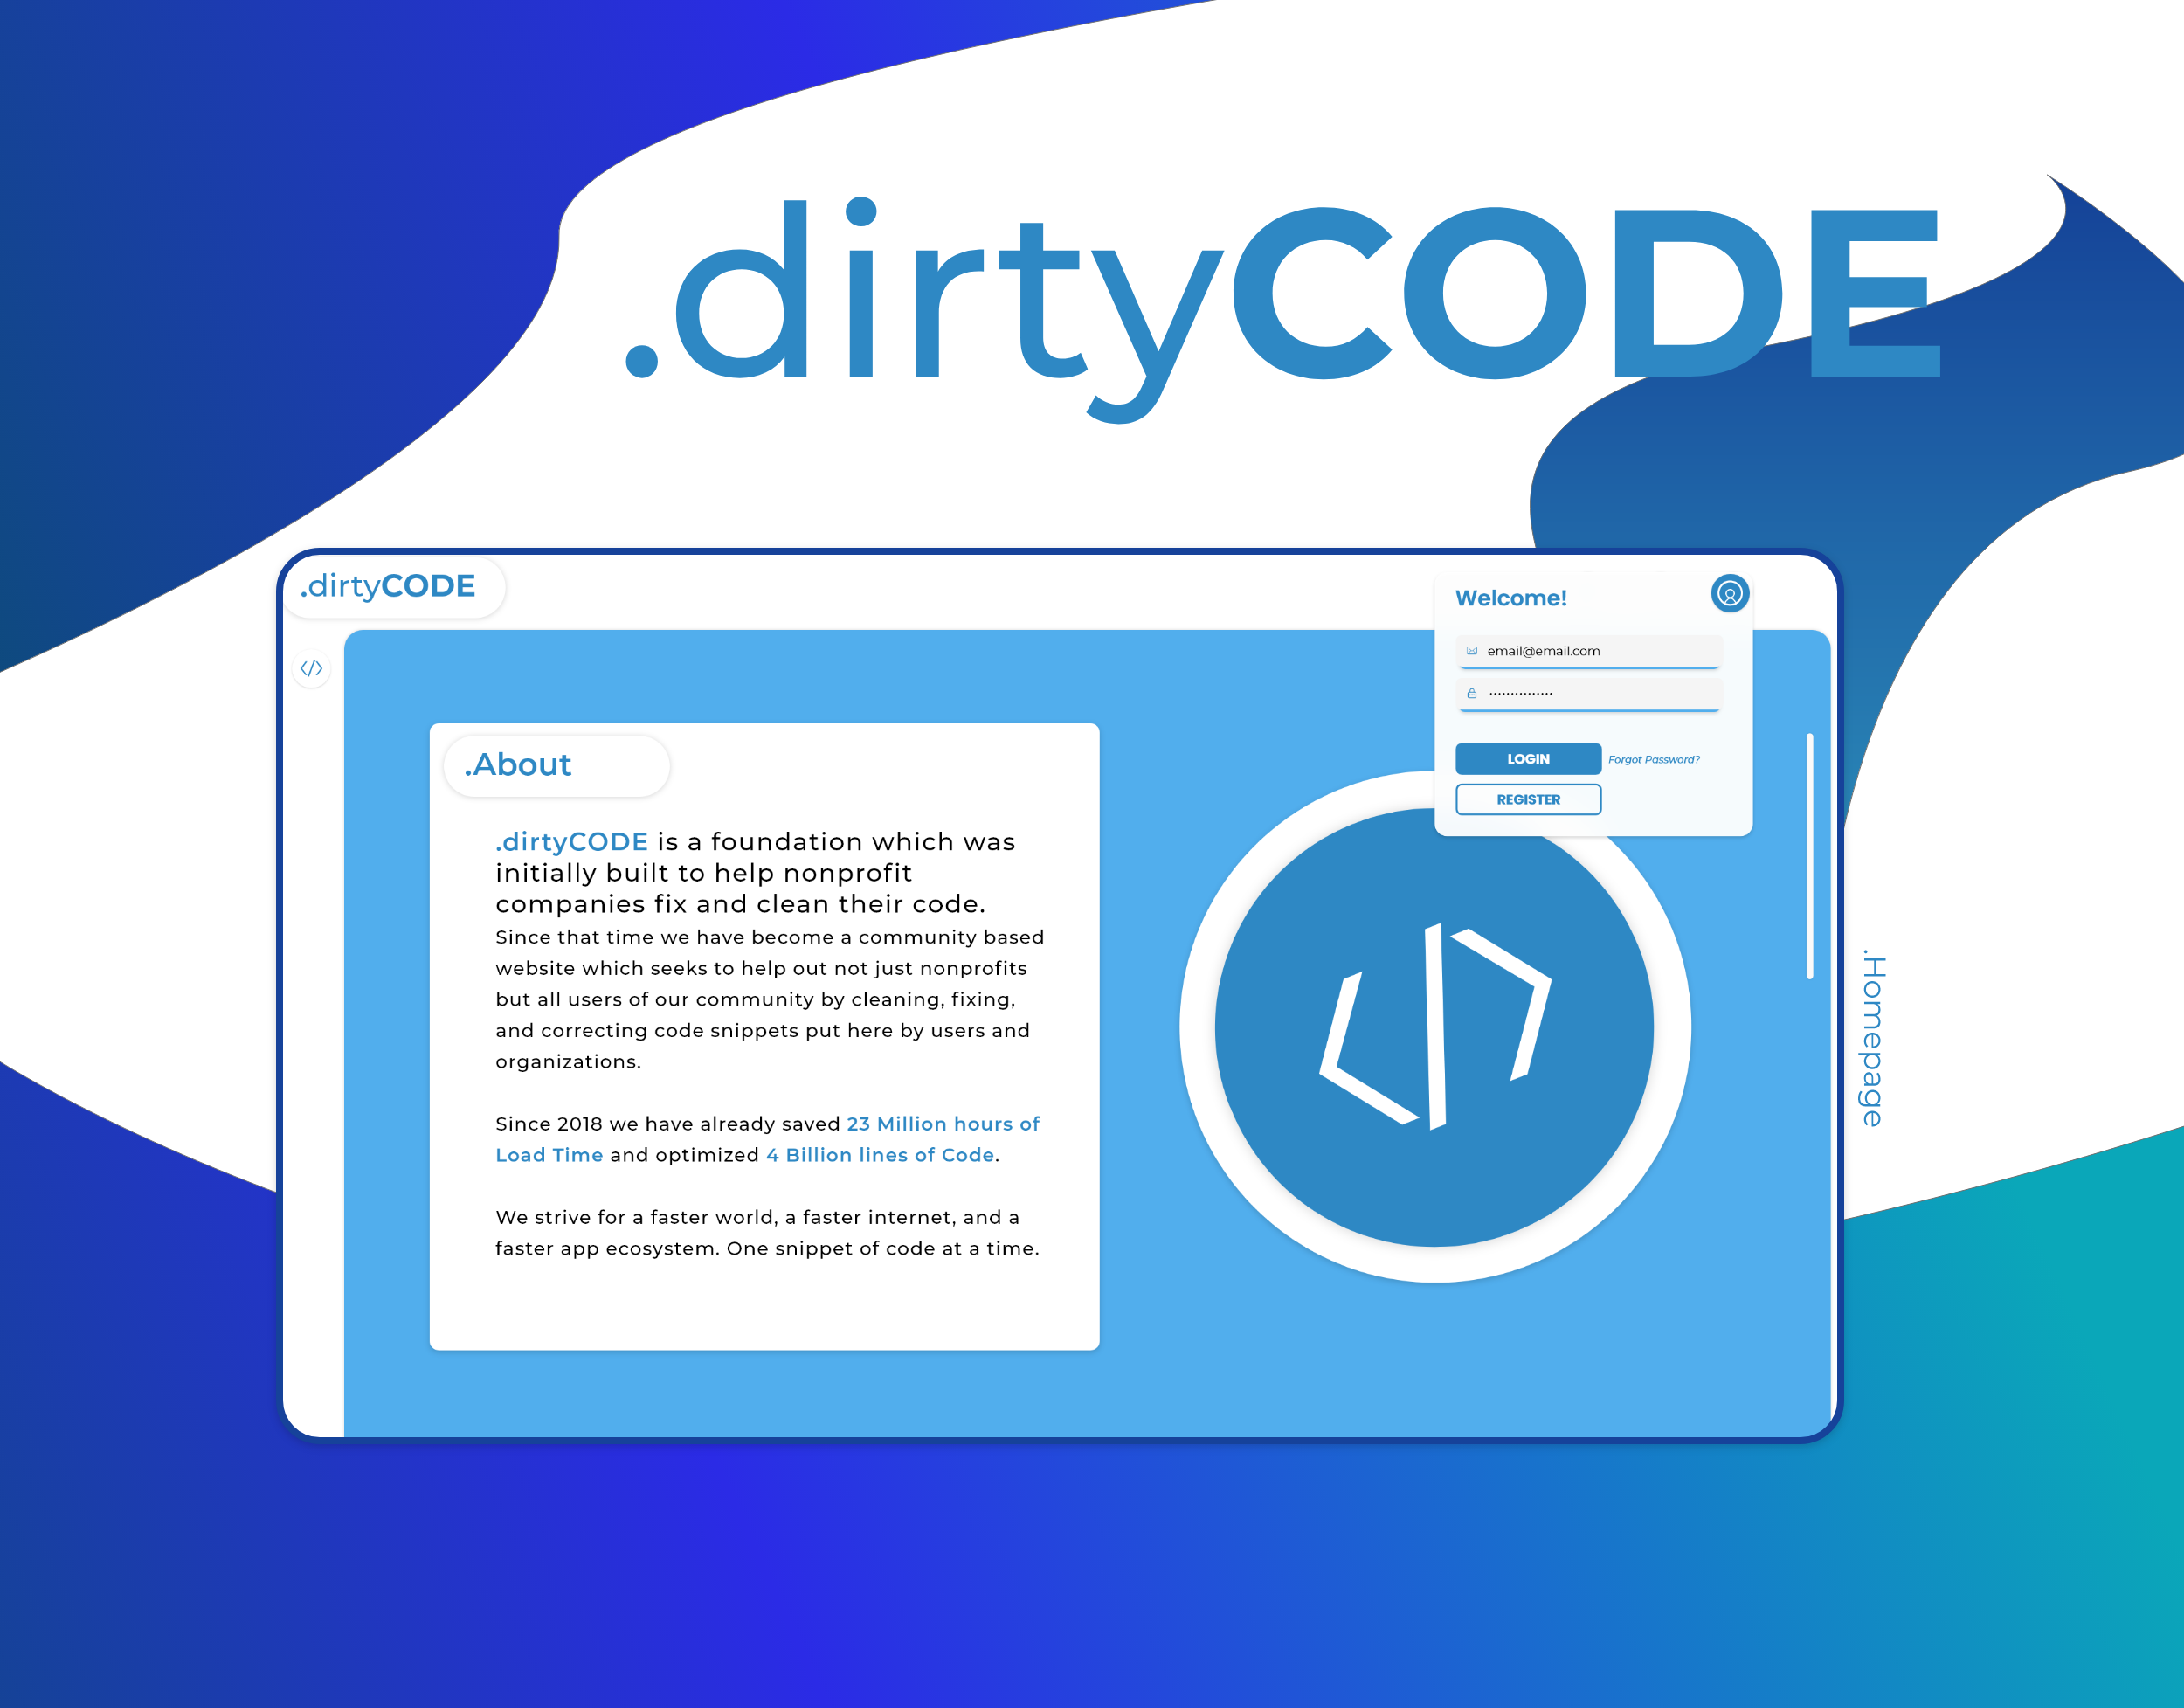 .dirtyCODE
.dirtyCODE
Welcome!
email@email.com
LOGIN
Forgot Password?
REGISTER
</>
.About
.dirtyCODE is a foundation which was
initially built to help nonprofit
companies fix and clean their code.
Since that time we have become a community based
website which seeks to help out not just nonprofits
but all users of our community by cleaning, fixing,
and correcting code snippets put here by users and
organizations.
Since 2018 we have already saved 23 Million hours of
Load Time and optimized 4 Billion lines of Code.
We strive for a faster world, a faster internet, and a
faster app ecosystem. One snippet of code at a time.
</>
.Homepage